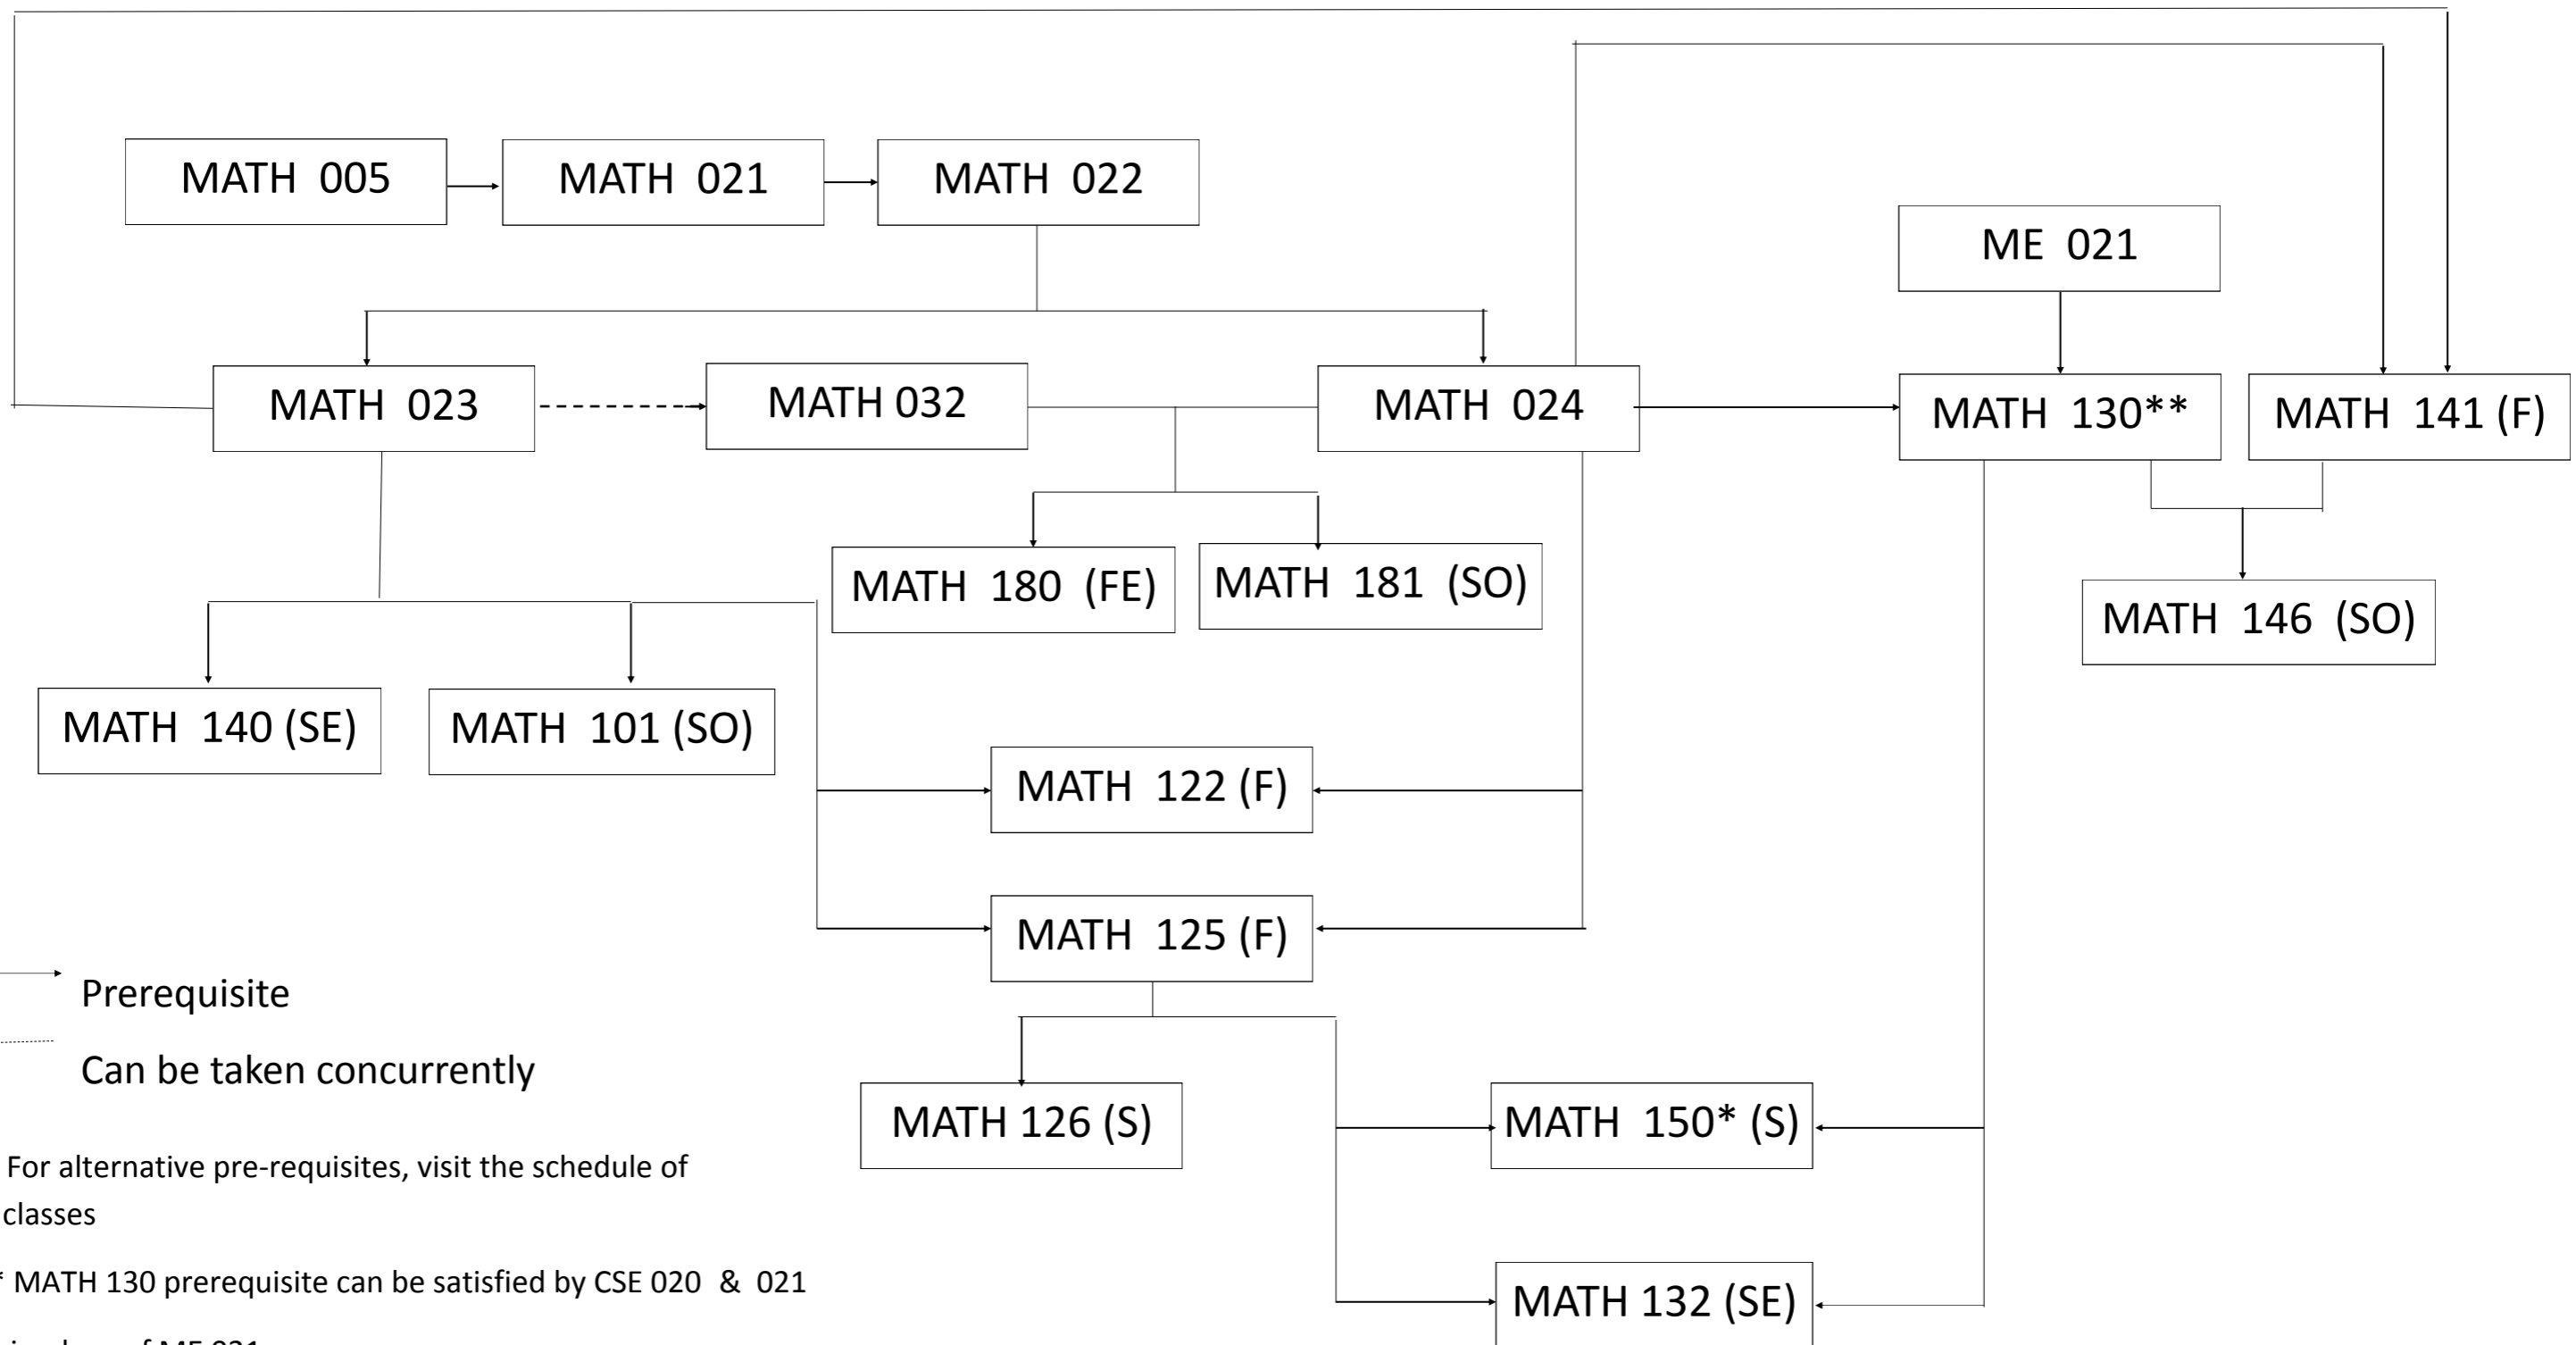 MATH 005
MATH 021
MATH 022
ME 021
MATH 023
MATH 032
MATH 024
MATH 130**
MATH 141 (F)
MATH 180 (FE)
MATH 181 (SO)
MATH 146 (SO)
MATH 140 (SE)
MATH 101 (SO)
MATH 122 (F)
MATH 125 (F)
Prerequisite
Can be taken concurrently
MATH 126 (S)
MATH 150* (S)
For alternative pre-requisites, visit the schedule of
classes
* MATH 130 prerequisite can be satisfied by CSE 020 & 021
MATH 132 (SE)
of ME 021